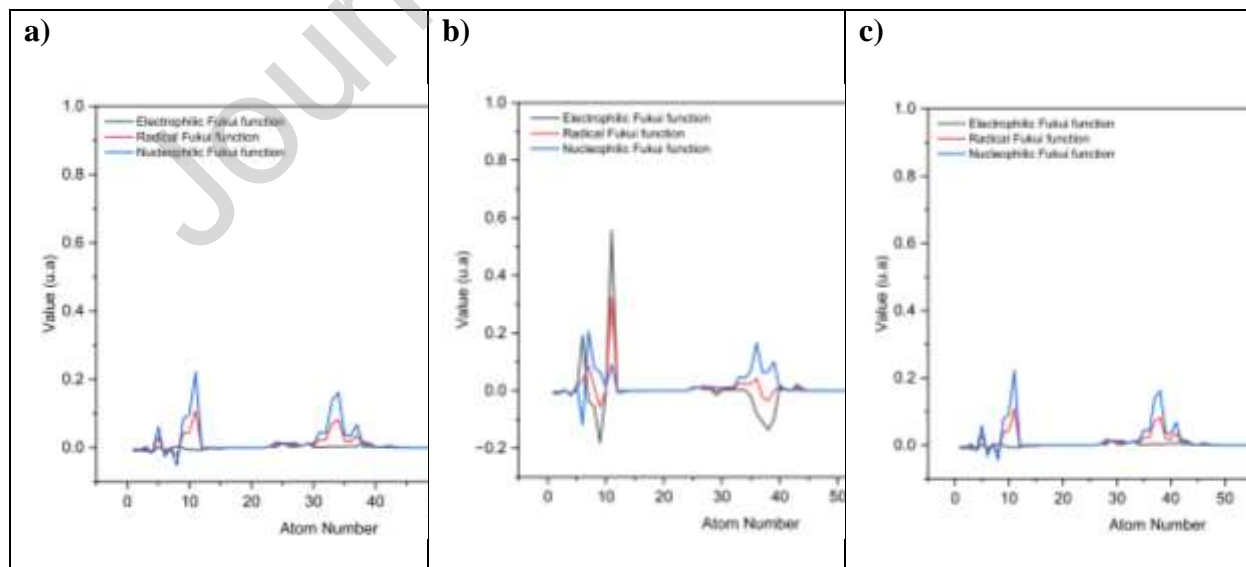 a)
1.0
Electrophilic Fukui function
Radical Fukui function
Nucleophilic Fukui function
0.8
0.6
0.4
0.2
0.0
Value (u.a)
0 10 20 30 40
Atom Number
b)
1.0
Electrophilic Fukui function
Radical Fukui function
Nucleophilic Fukui function
0.8
0.6
0.4
0.2
0.0
−0.2
Value (u.a)
0 10 20 30 40 50
Atom Number
c)
1.0
Electrophilic Fukui function
Radical Fukui function
Nucleophilic Fukui function
0.8
0.6
0.4
0.2
0.0
Value (u.a)
0 10 20 30 40 50
Atom Number
Journ